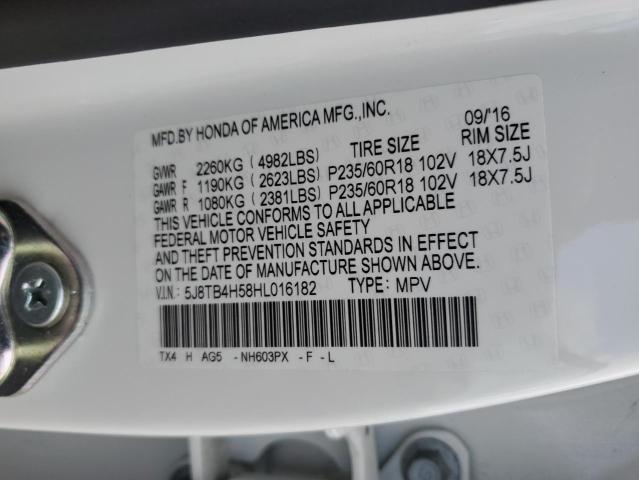 MFD.BY HONDA OF AMERICA MFG.,INC. 09/'16
TIRE SIZE RIM SIZE
GVWR 2260KG (4982LBS)
GAWR F 1190KG (2623LBS) P235/60R18 102V 18X7.5J
GAWR R 1080KG (2381LBS) P235/60R18 102V 18X7.5J
THIS VEHICLE CONFORMS TO ALL APPLICABLE
FEDERAL MOTOR VEHICLE SAFETY
AND THEFT PREVENTION STANDARDS IN EFFECT
ON THE DATE OF MANUFACTURE SHOWN ABOVE.
V.I.N.: 5J8TB4H58HL016182 TYPE: MPV
TX4 H AG5 -NH603PX -F -L